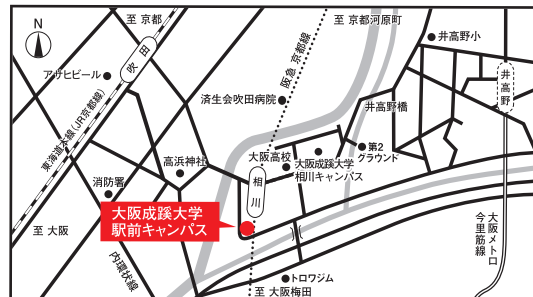 N
至 京都
至 京都河原町
井高野小
吹田
アサヒビール
阪急 京都線
井高野
済生会吹田病院
東海道本線(JR京都線)
井高野橋
第2
グラウンド
大阪高校
大阪成蹊大学
相川キャンパス
高浜神社
相川
消防署
大阪成蹊大学
駅前キャンパス
至 大阪
内環状線
大阪メトロ
今里筋線
トロワジム
至 大阪梅田